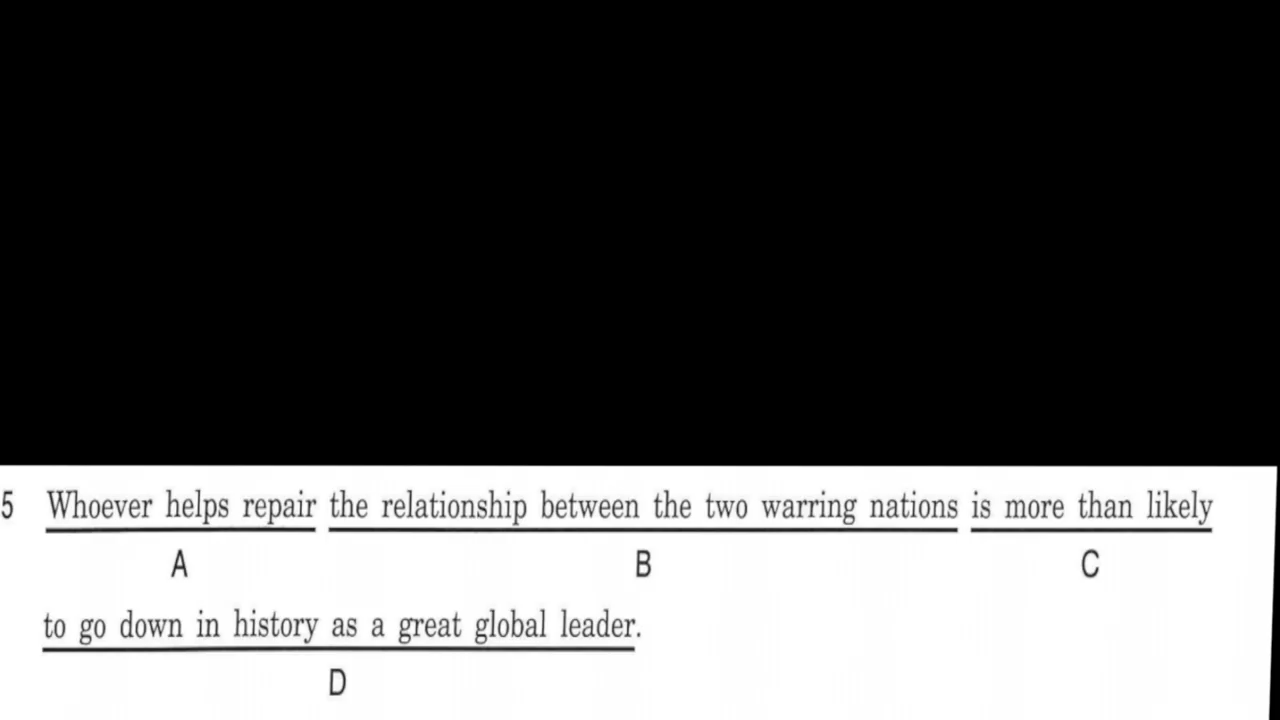 5 Whoever helps repair the relationship between the two warring nations is more than likely
A B C
to go down in history as a great global leader.
D